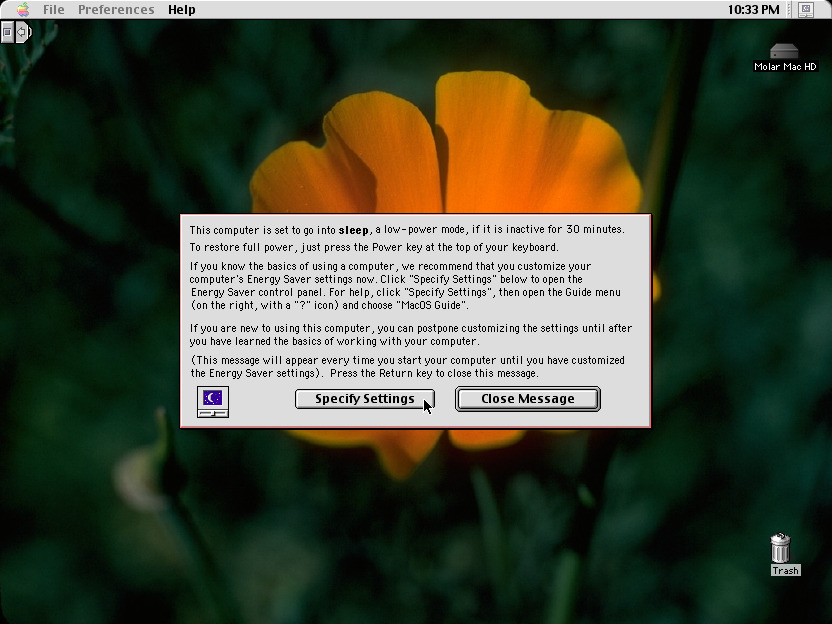 File Preferences Help 10:33 PM
Molar Mac HD
This computer is set to go into sleep, a low-power mode, if it is inactive for 30 minutes.
To restore full power, just press the Power key at the top of your keyboard.
If you know the basics of using a computer, we recommend that you customize your
computer's Energy Saver settings now. Click "Specify Settings" below to open the
Energy Saver control panel. For help, click "Specify Settings", then open the Guide menu
(on the right, with a "?" icon) and choose "MacOS Guide".
If you are new to using this computer, you can postpone customizing the settings until after
you have learned the basics of working with your computer.
(This message will appear every time you start your computer until you have customized
the Energy Saver settings). Press the Return key to close this message.
Specify Settings Close Message
Trash